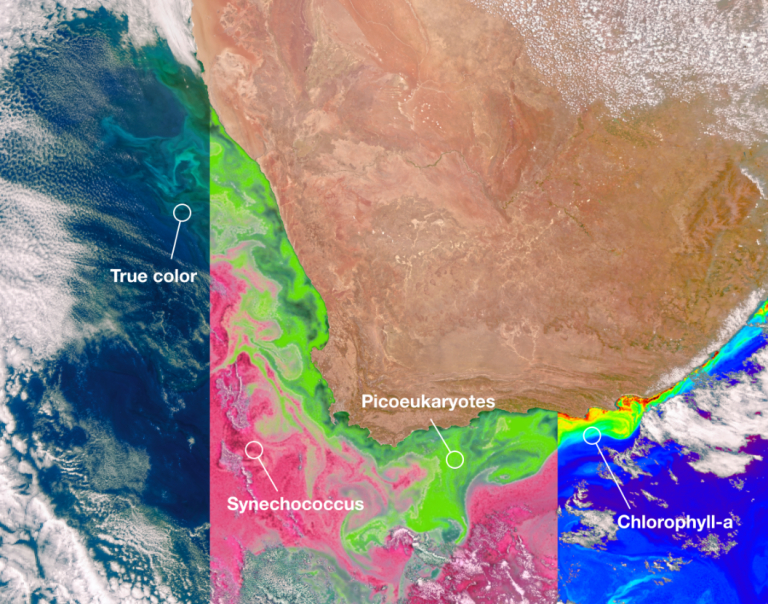 True color
Picoeukaryotes
Synechococcus
Chlorophyll-a